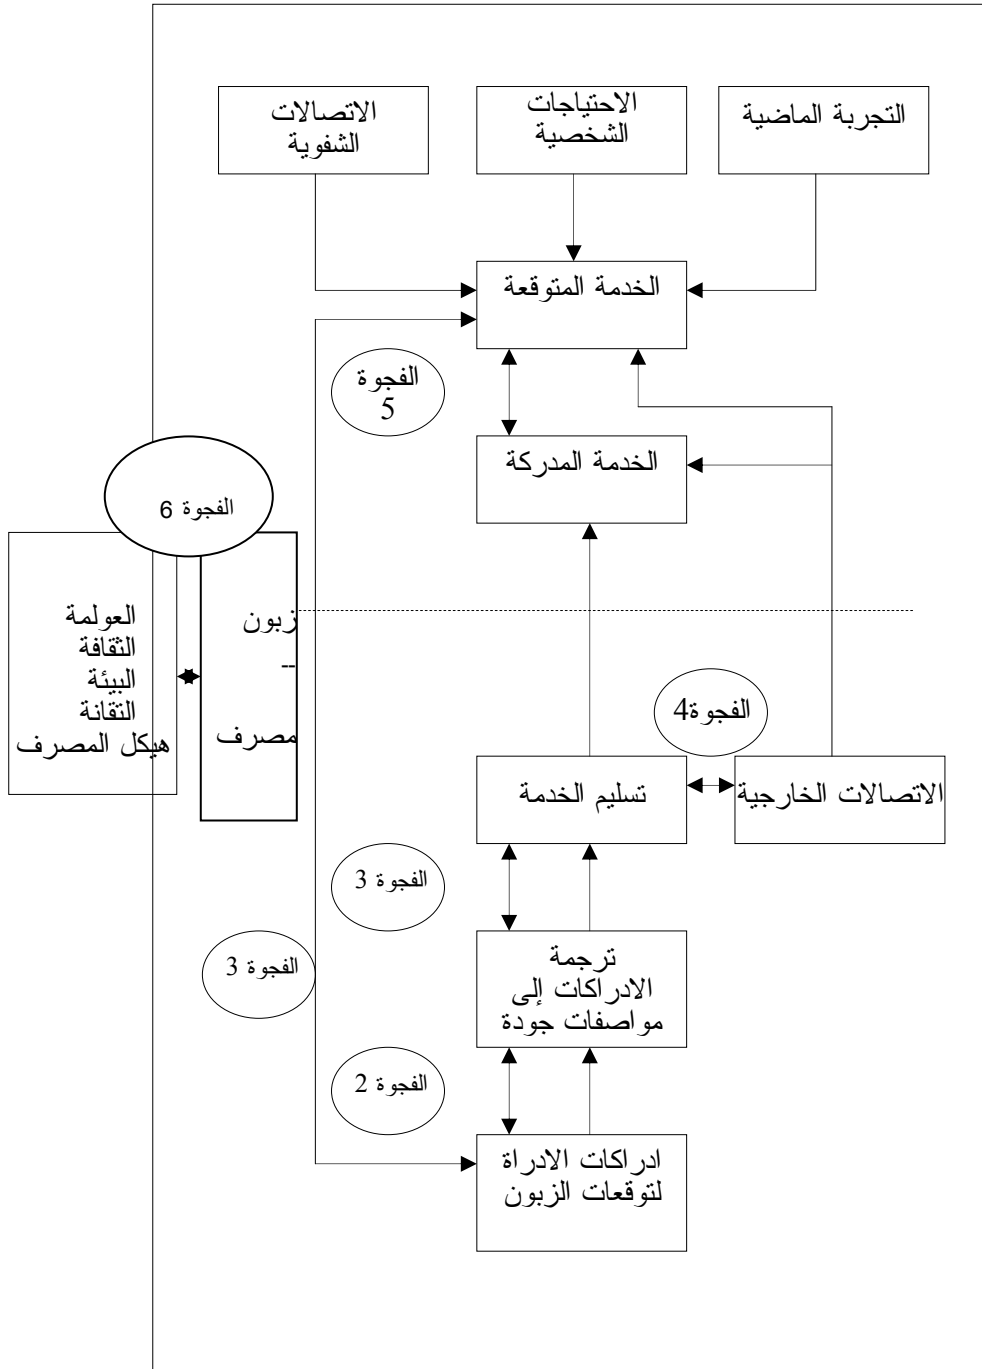 التجربة الماضية
الاحتياجات
الشخصية
الاتصالات
الشفوية
الخدمة المتوقعة
الفجوة
5
الخدمة المدركة
الفجوة 6
زبون
--
مصرف
العولمة
الثقافة
البيئة
التقانة
هيكل المصرف
الفجوة4
الاتصالات الخارجية
تسليم الخدمة
الفجوة 3
الفجوة 3
ترجمة
الادراكات إلى
مواصفات جودة
الفجوة 2
ادراكات الادراة
لتوقعات الزبون